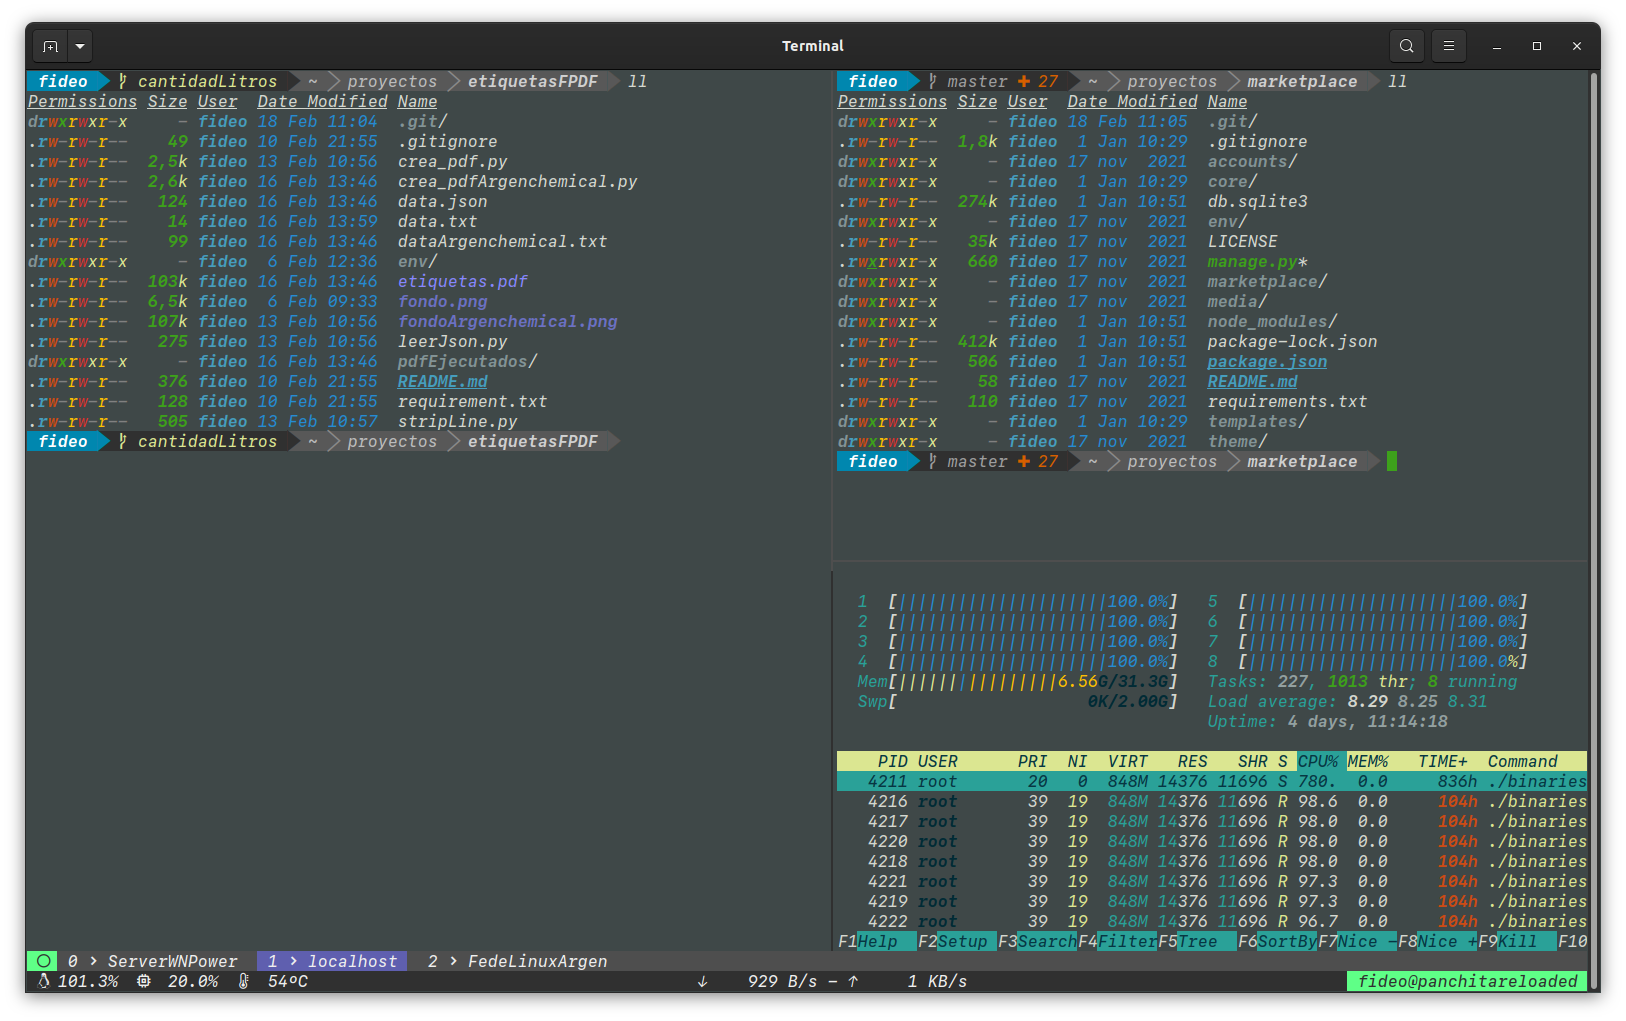 Terminal
fideo cantidadLitros ~ proyectos etiquetasFPDF ll
Permissions Size User Date Modified Name
drwxrwxr-x - fideo 18 Feb 11:04 .git/
.rw-rw-r-- 49 fideo 10 Feb 21:55 .gitignore
.rw-rw-r-- 2,5k fideo 13 Feb 10:56 crea_pdf.py
.rw-rw-r-- 2,6k fideo 16 Feb 13:46 crea_pdfArgenchemical.py
.rw-rw-r-- 124 fideo 16 Feb 13:46 data.json
.rw-rw-r-- 14 fideo 16 Feb 13:59 data.txt
.rw-rw-r-- 99 fideo 16 Feb 13:46 dataArgenchemical.txt
drwxrwxr-x - fideo 6 Feb 12:36 env/
.rw-rw-r-- 103k fideo 16 Feb 13:46 etiquetas.pdf
.rw-rw-r-- 6,5k fideo 6 Feb 09:33 fondo.png
.rw-rw-r-- 107k fideo 13 Feb 10:56 fondoArgenchemical.png
.rw-rw-r-- 275 fideo 13 Feb 10:56 leerJson.py
drwxrwxr-x - fideo 16 Feb 13:46 pdfEjecutados/
.rw-rw-r-- 376 fideo 10 Feb 21:55 README.md
.rw-rw-r-- 128 fideo 10 Feb 21:55 requirement.txt
.rw-rw-r-- 505 fideo 13 Feb 10:57 stripLine.py
fideo cantidadLitros ~ proyectos etiquetasFPDF
fideo master ✚ 27 ~ proyectos marketplace ll
Permissions Size User Date Modified Name
drwxrwxr-x - fideo 18 Feb 11:05 .git/
.rw-rw-r-- 1,8k fideo 1 Jan 10:29 .gitignore
drwxrwxr-x - fideo 17 nov 2021 accounts/
drwxrwxr-x - fideo 1 Jan 10:29 core/
.rw-rw-r-- 274k fideo 1 Jan 10:51 db.sqlite3
drwxrwxr-x - fideo 17 nov 2021 env/
.rw-rw-r-- 35k fideo 17 nov 2021 LICENSE
.rwxrwxr-x 660 fideo 17 nov 2021 manage.py*
drwxrwxr-x - fideo 17 nov 2021 marketplace/
drwxrwxr-x - fideo 17 nov 2021 media/
drwxrwxr-x - fideo 1 Jan 10:51 node_modules/
.rw-rw-r-- 412k fideo 1 Jan 10:51 package-lock.json
.rw-rw-r-- 506 fideo 1 Jan 10:51 package.json
.rw-rw-r-- 58 fideo 17 nov 2021 README.md
.rw-rw-r-- 110 fideo 17 nov 2021 requirements.txt
drwxrwxr-x - fideo 1 Jan 10:29 templates/
drwxrwxr-x - fideo 17 nov 2021 theme/
fideo master ✚ 27 ~ proyectos marketplace
1 [|||||||||||||||||||||100.0%] 5 [|||||||||||||||||||||100.0%]
2 [|||||||||||||||||||||100.0%] 6 [|||||||||||||||||||||100.0%]
3 [|||||||||||||||||||||100.0%] 7 [|||||||||||||||||||||100.0%]
4 [|||||||||||||||||||||100.0%] 8 [|||||||||||||||||||||100.0%]
Mem[||||||||||||||||6.56G/31.3G] Tasks: 227, 1013 thr; 8 running
Swp[ 0K/2.00G] Load average: 8.29 8.25 8.31
Uptime: 4 days, 11:14:18
PID USER PRI NI VIRT RES SHR S CPU% MEM% TIME+ Command
4211 root 20 0 848M 14376 11696 S 780. 0.0 836h ./binaries
4216 root 39 19 848M 14376 11696 R 98.6 0.0 104h ./binaries
4217 root 39 19 848M 14376 11696 R 98.0 0.0 104h ./binaries
4220 root 39 19 848M 14376 11696 R 98.0 0.0 104h ./binaries
4218 root 39 19 848M 14376 11696 R 98.0 0.0 104h ./binaries
4221 root 39 19 848M 14376 11696 R 97.3 0.0 104h ./binaries
4219 root 39 19 848M 14376 11696 R 97.3 0.0 104h ./binaries
4222 root 39 19 848M 14376 11696 R 96.7 0.0 104h ./binaries
F1Help F2Setup F3SearchF4FilterF5Tree F6SortByF7Nice -F8Nice +F9Kill F10
0 > ServerWNPower 1 > localhost 2 > FedeLinuxArgen
101.3% 20.0% 54ºC ↓ 929 B/s - ↑ 1 KB/s fideo@panchitareloaded